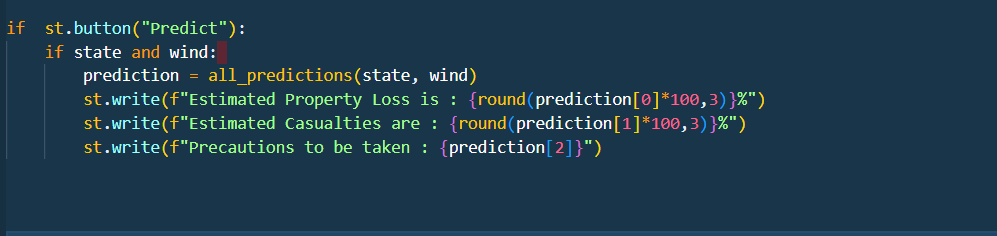 if  st.button("Predict"):
    if state and wind:
        prediction = all_predictions(state, wind)
        st.write(f"Estimated Property Loss is : {round(prediction[0]*100,3)}%")
        st.write(f"Estimated Casualties are : {round(prediction[1]*100,3)}%")
        st.write(f"Precautions to be taken : {prediction[2]}")